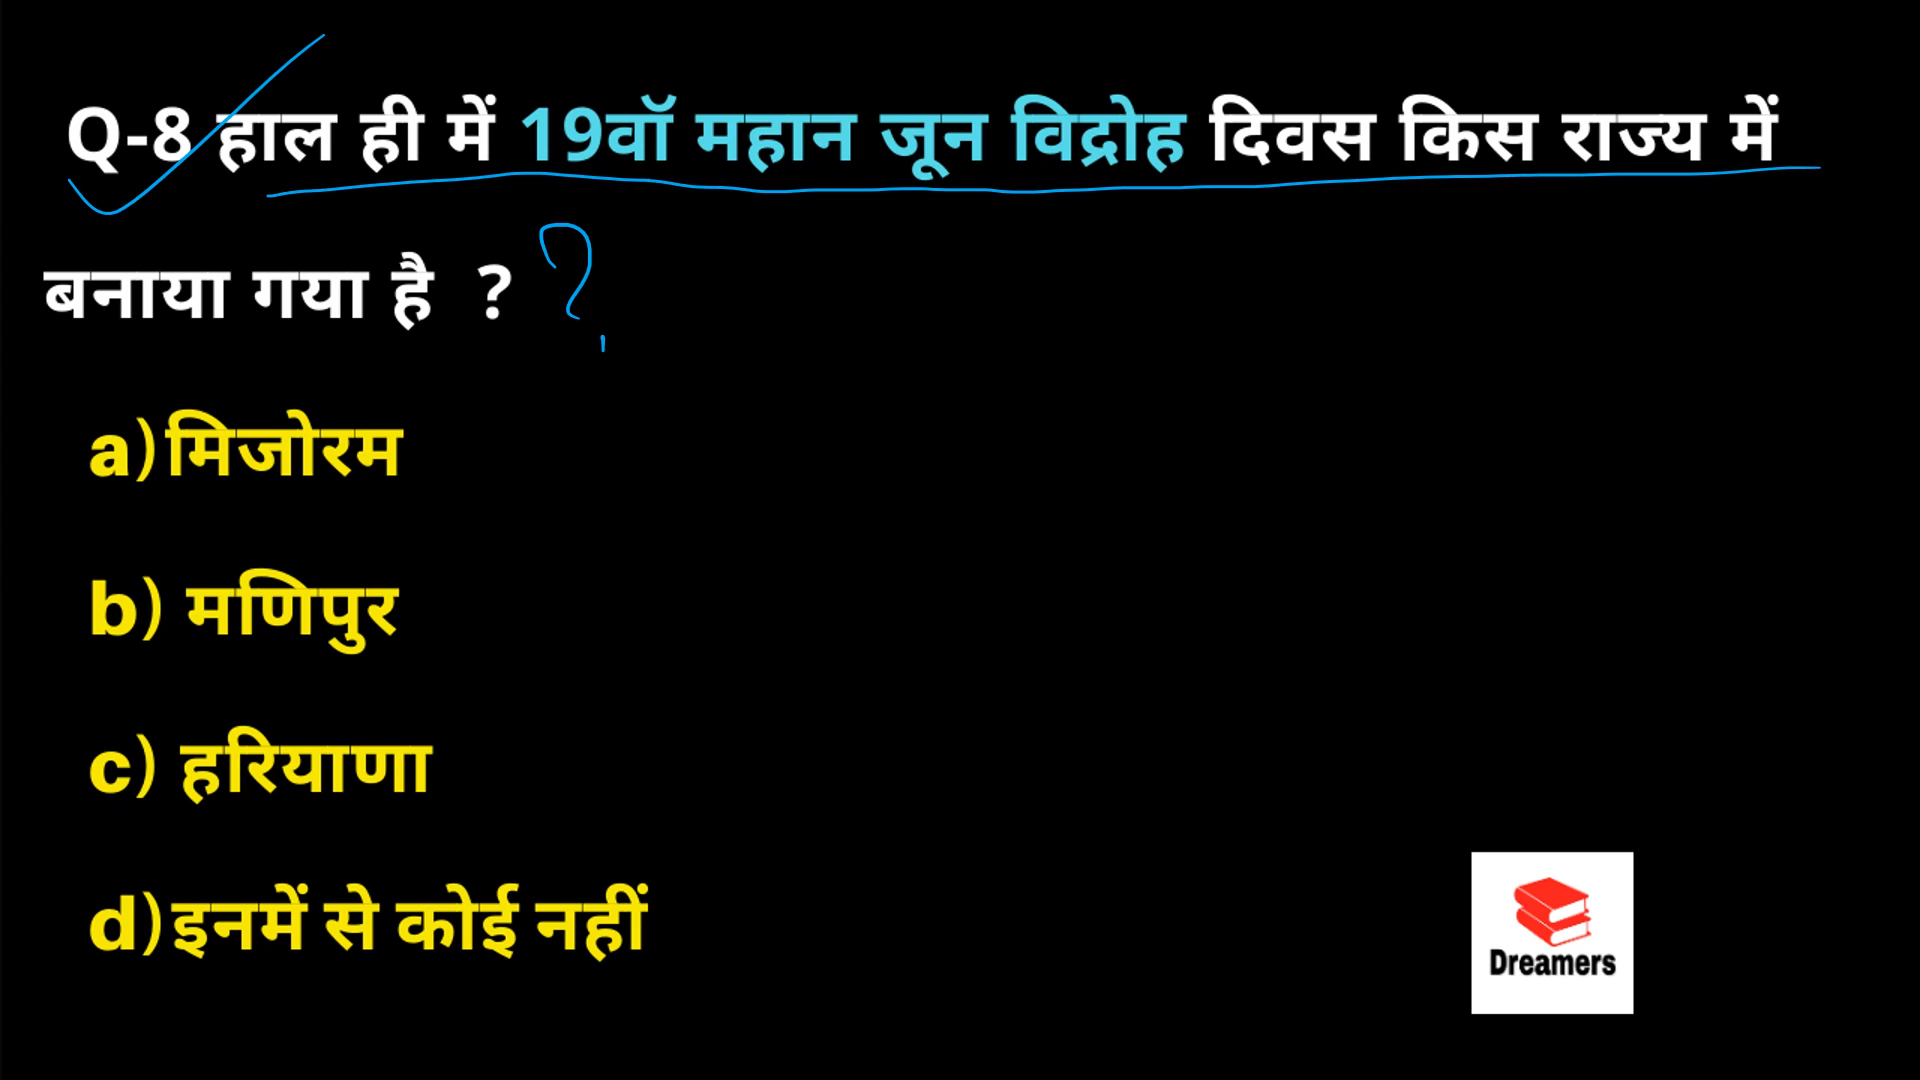 Q-8 हाल ही में 19वॉ महान जून विद्रोह दिवस किस राज्य में
बनाया गया है ? ?
a)मिजोरम
b) मणिपुर
c) हरियाणा
d)इनमें से कोई नहीं
Dreamers